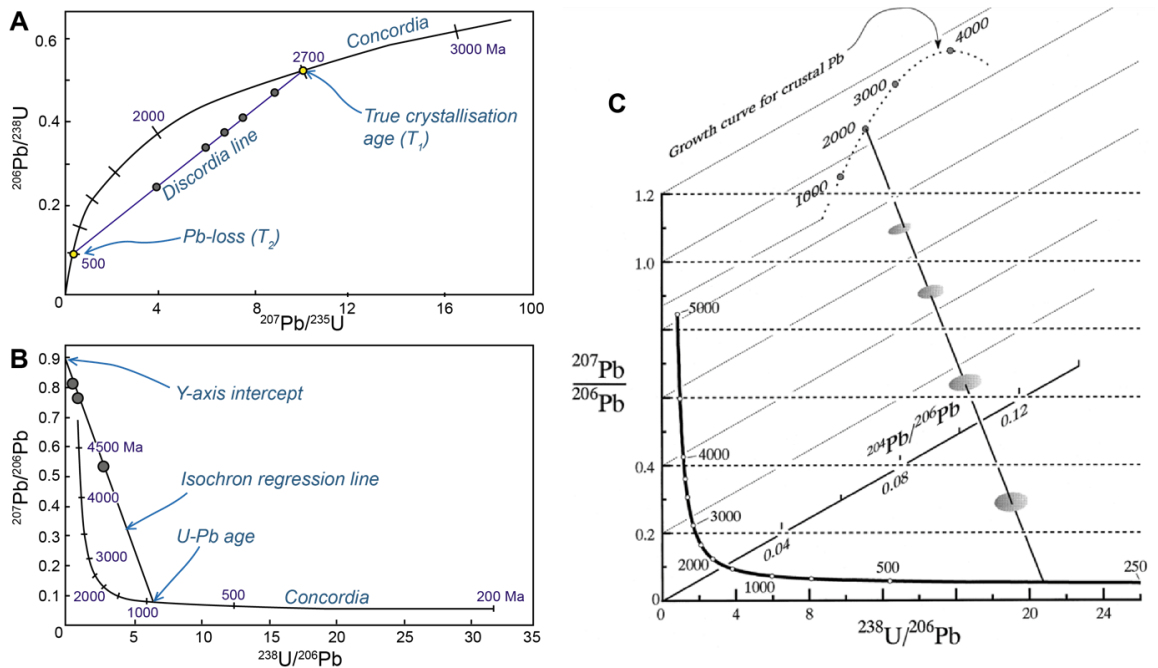 A
Concordia
0.6
3000 Ma
2700
2000
0.4
²⁰⁶Pb/²³⁸U
True crystallisation
age (T₁)
Discordia line
0.2
Pb-loss (T₂)
500
0
4
8
12
16
100
²⁰⁷Pb/²³⁵U
B
0.9
0.8
0.7
0.6
0.5
0.4
0.3
0.2
0.1
0
Y-axis intercept
4500 Ma
Isochron regression line
4000
²⁰⁷Pb/²⁰⁶Pb
U-Pb age
3000
2000
1000
500
Concordia
200 Ma
0
5
10
15
20
25
30
35
²³⁸U/²⁰⁶Pb
C
Growth curve for crustal Pb
4000
3000
2000
1000
1.2
1.0
0.4
0.2
0
²⁰⁷Pb
²⁰⁶Pb
5000
4000
3000
2000
1000
500
250
²⁰⁴Pb/²⁰⁶Pb
0.12
0.08
0.04
0
4
8
20
24
²³⁸U/²⁰⁶Pb